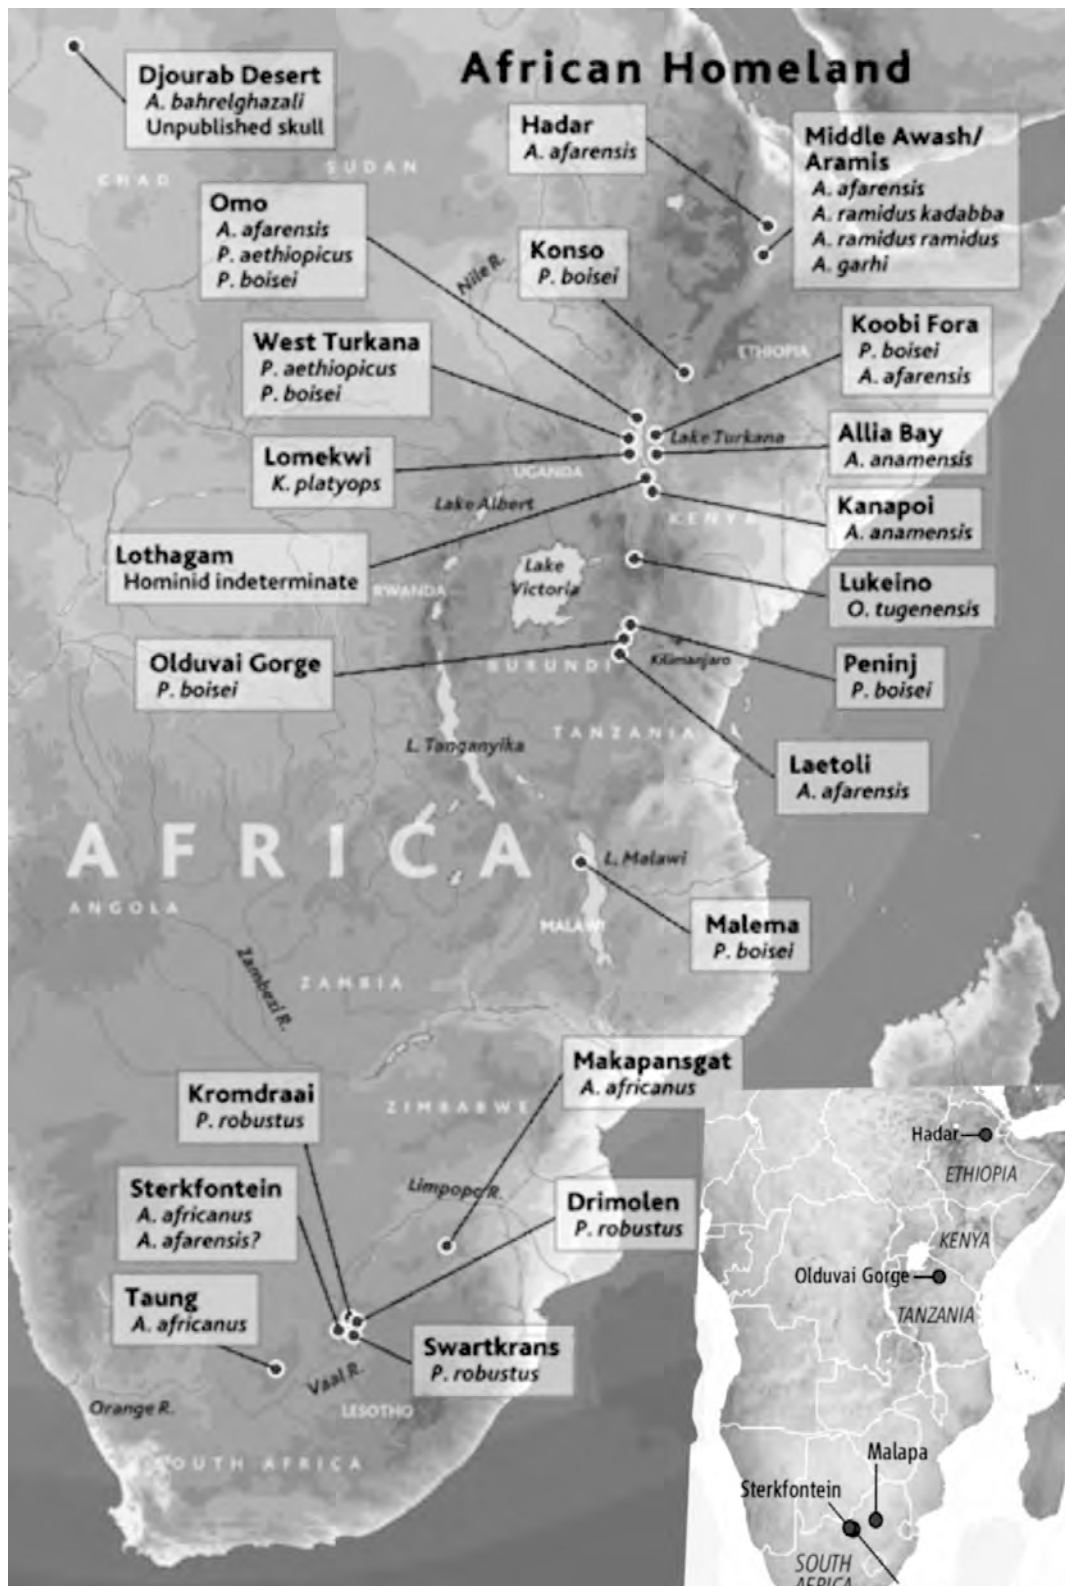 African Homeland
Djourab Desert
A. bahrelghazali
Unpublished skull
CHAD
SUDAN
Hadar
A. afarensis
Middle Awash/
Aramis
A. afarensis
A. ramidus kadabba
A. ramidus ramidus
A. garhi
Omo
A. afarensis
P. aethiopicus
P. boisei
Nile R.
Konso
P. boisei
ETHIOPIA
Koobi Fora
P. boisei
A. afarensis
West Turkana
P. aethiopicus
P. boisei
Lake Turkana
Allia Bay
A. anamensis
Lomekwi
K. platyops
UGANDA
Lake Albert
KENYA
Kanapoi
A. anamensis
Lothagam
Hominid indeterminate
RWANDA
Lake
Victoria
Lukeino
O. tugenensis
Olduvai Gorge
P. boisei
BURUNDI
Kilimanjaro
Peninj
P. boisei
TANZANIA
L. Tanganyika
Laetoli
A. afarensis
AFRICA
L. Malawi
ANGOLA
MALAWI
Malema
P. boisei
Zambezi R.
ZAMBIA
Makapansgat
A. africanus
Kromdraai
P. robustus
ZIMBABWE
Limpopo R.
Sterkfontein
A. africanus
A. afarensis?
Drimolen
P. robustus
Taung
A. africanus
Swartkrans
P. robustus
Vaal R.
Orange R.
LESOTHO
SOUTH AFRICA
Hadar
ETHIOPIA
KENYA
Olduvai Gorge
TANZANIA
Malapa
Sterkfontein
SOUTH
AFRICA